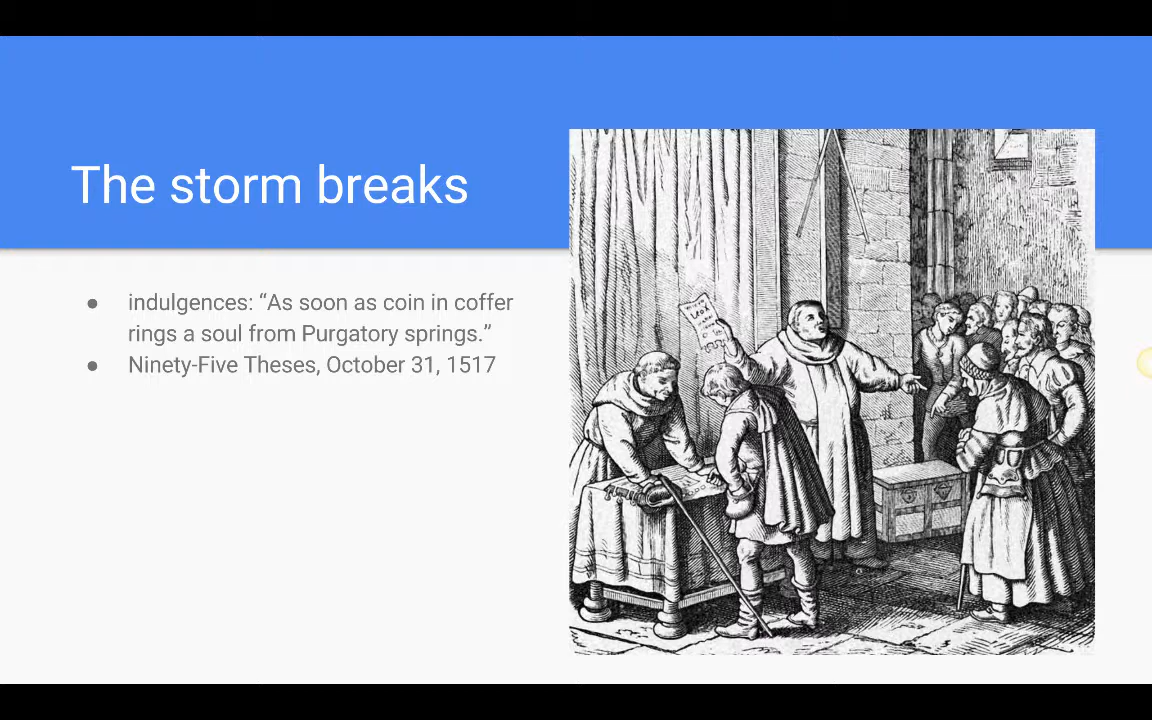 The storm breaks
● indulgences: “As soon as coin in coffer
rings a soul from Purgatory springs.”
● Ninety-Five Theses, October 31, 1517